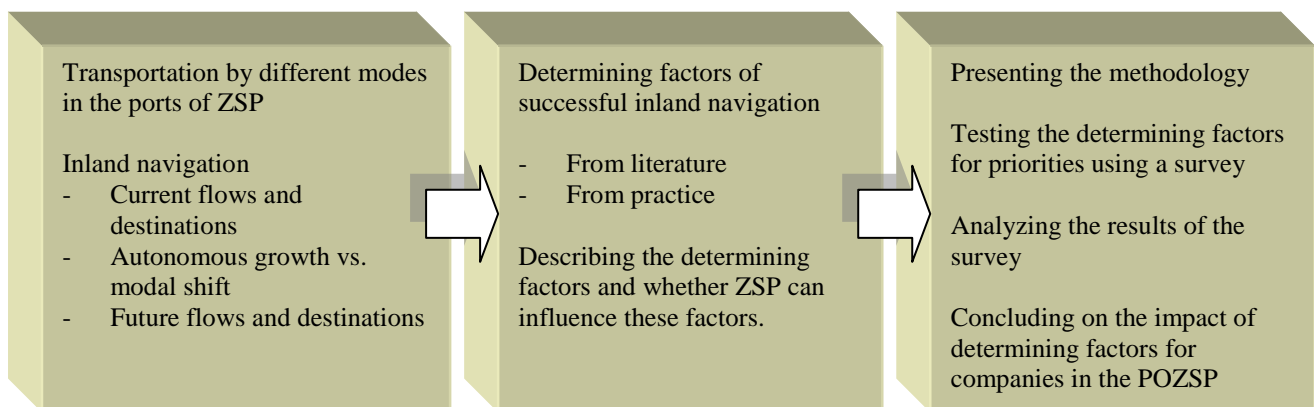 Transportation by different modes
in the ports of ZSP
Inland navigation
- Current flows and
destinations
- Autonomous growth vs.
modal shift
- Future flows and destinations
Determining factors of
successful inland navigation
- From literature
- From practice
Describing the determining
factors and whether ZSP can
influence these factors.
Presenting the methodology
Testing the determining factors
for priorities using a survey
Analyzing the results of the
survey
Concluding on the impact of
determining factors for
companies in the POZSP